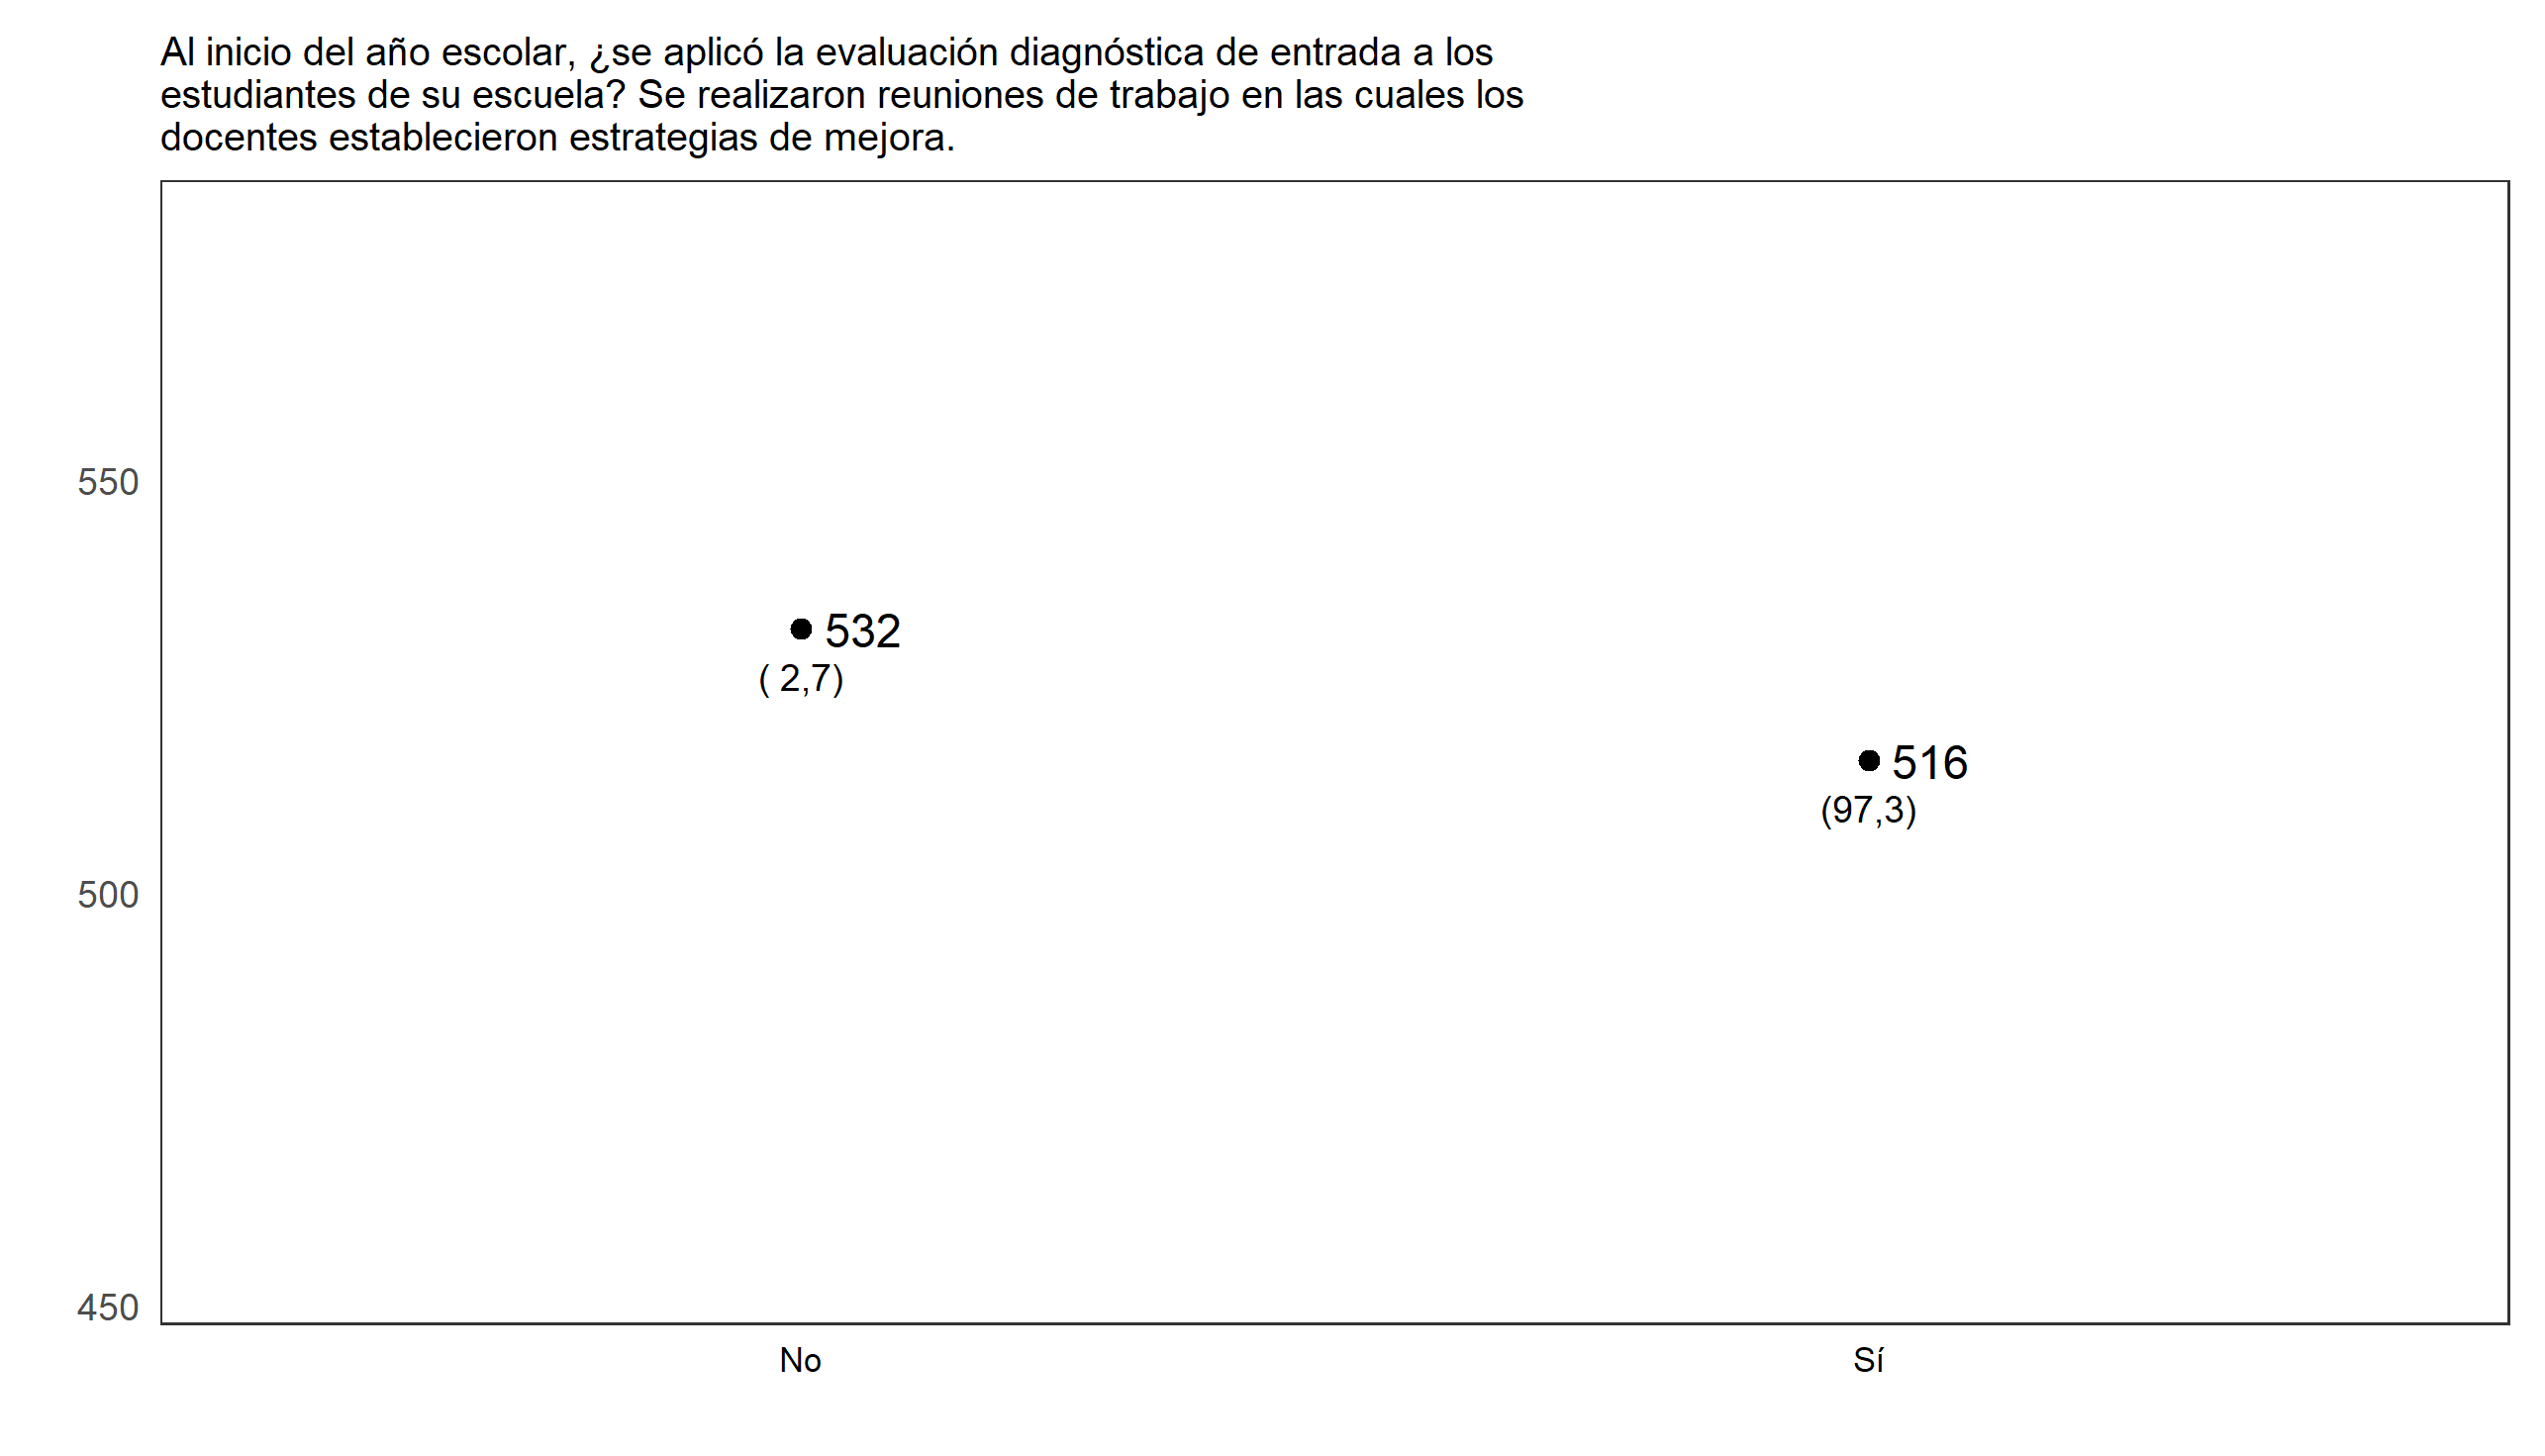 Al inicio del año escolar, ¿se aplicó la evaluación diagnóstica de entrada a los
estudiantes de su escuela? Se realizaron reuniones de trabajo en las cuales los
docentes establecieron estrategias de mejora.
550
532
( 2,7)
516
(97,3)
500
450
No
Sí